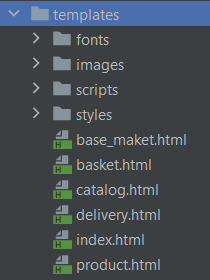 templates
fonts
images
scripts
styles
base_maket.html
basket.html
catalog.html
delivery.html
index.html
product.html